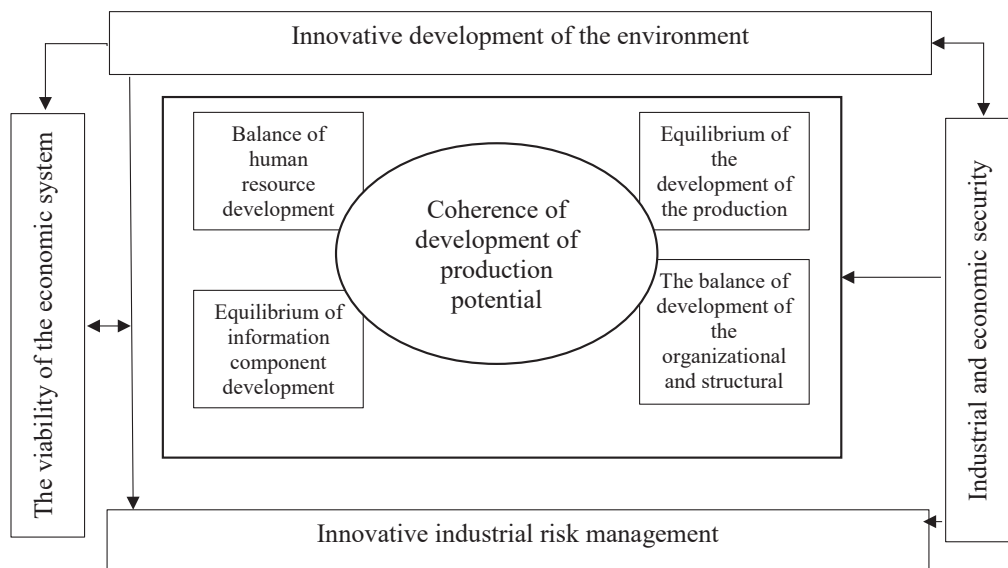 Innovative development of the environment
The viability of the economic system
Balance of
human
resource
development
Equilibrium of
the
development of
the production
Coherence of
development of
production
potential
Equilibrium of
information
component
development
The balance of
development of
the
organizational
and structural
Industrial and economic security
Innovative industrial risk management